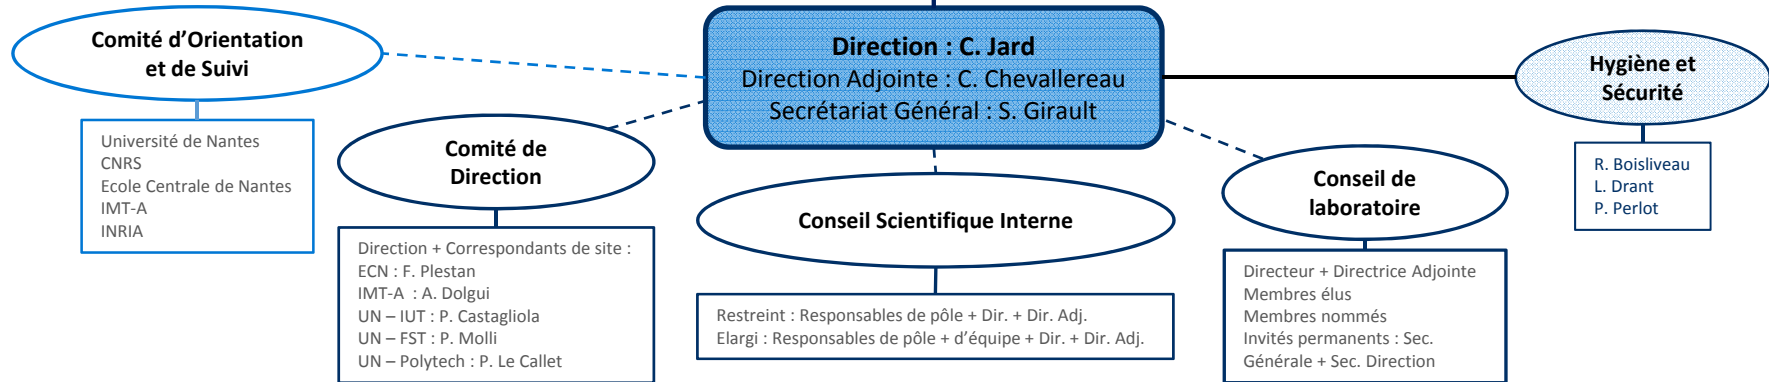 Comité d'Orientation
et de Suivi
Université de Nantes
CNRS
Ecole Centrale de Nantes
IMT-A
INRIA
Direction : C. Jard
Direction Adjointe : C. Chevallereau
Secrétariat Général : S. Girault
Hygiène et
Sécurité
R. Boisliveau
L. Drant
P. Perlot
Comité de
Direction
Direction + Correspondants de site :
ECN : F. Plestan
IMT-A  : A. Dolgui
UN – IUT : P. Castagliola
UN – FST : P. Molli
UN – Polytech : P. Le Callet
Conseil Scientifique Interne
Restreint : Responsables de pôle + Dir. + Dir. Adj.
Elargi : Responsables de pôle + d'équipe + Dir. + Dir. Adj.
Conseil de
laboratoire
Directeur + Directrice Adjointe
Membres élus
Membres nommés
Invités permanents : Sec.
Générale + Sec. Direction